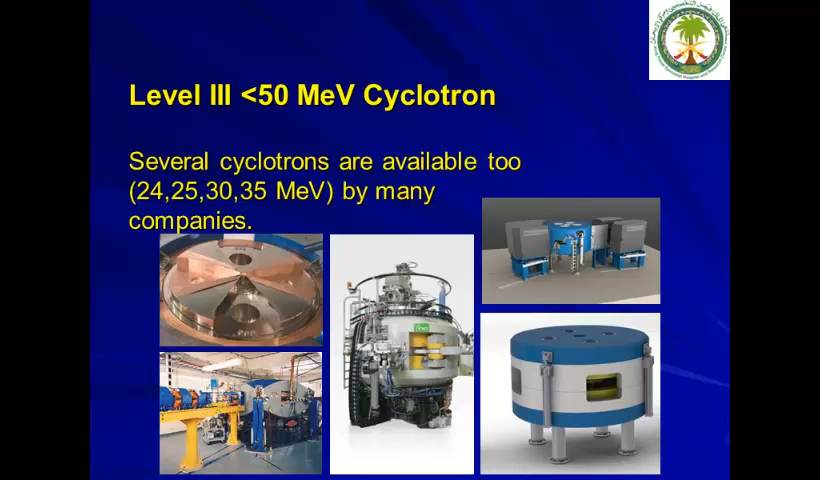 Level III <50 MeV Cyclotron
Several cyclotrons are available too
(24,25,30,35 MeV) by many
companies.